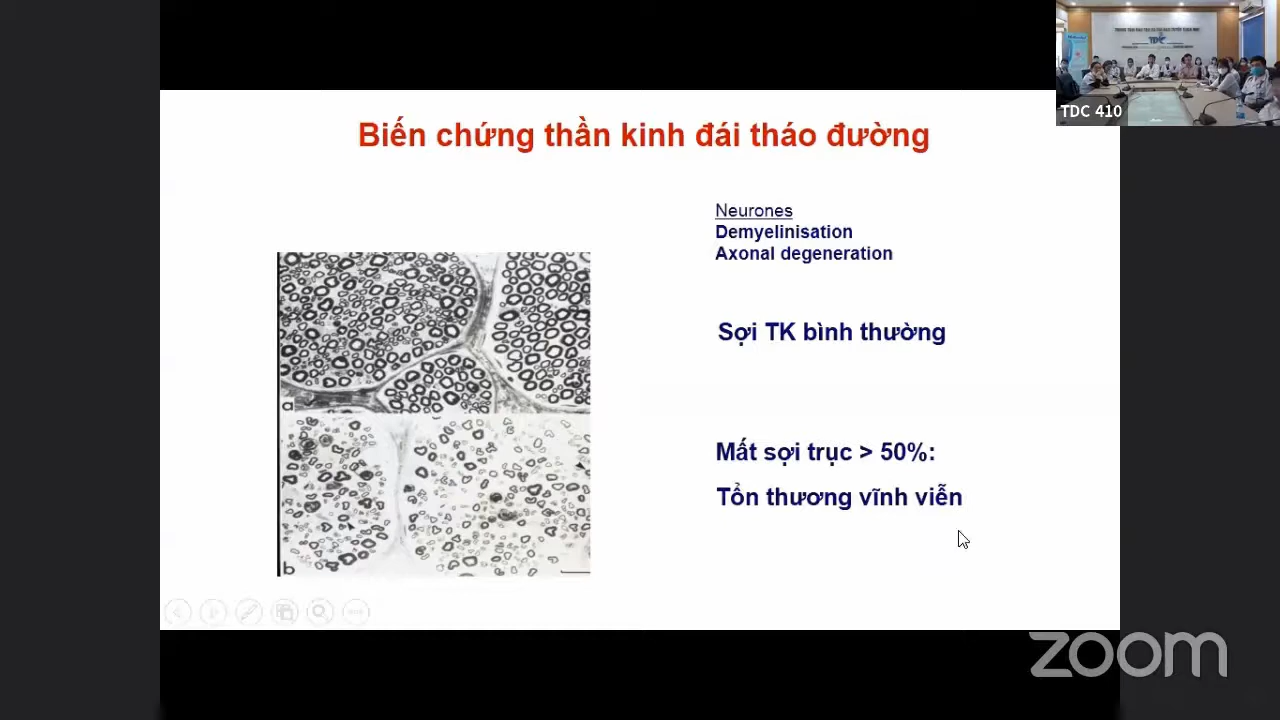 TDC
TDC 410
Biến chứng thần kinh đái tháo đường
Neurones
Demyelinisation
Axonal degeneration
Sợi TK bình thường
a
Mất sợi trục > 50%:
Tổn thương vĩnh viễn
b
zoom